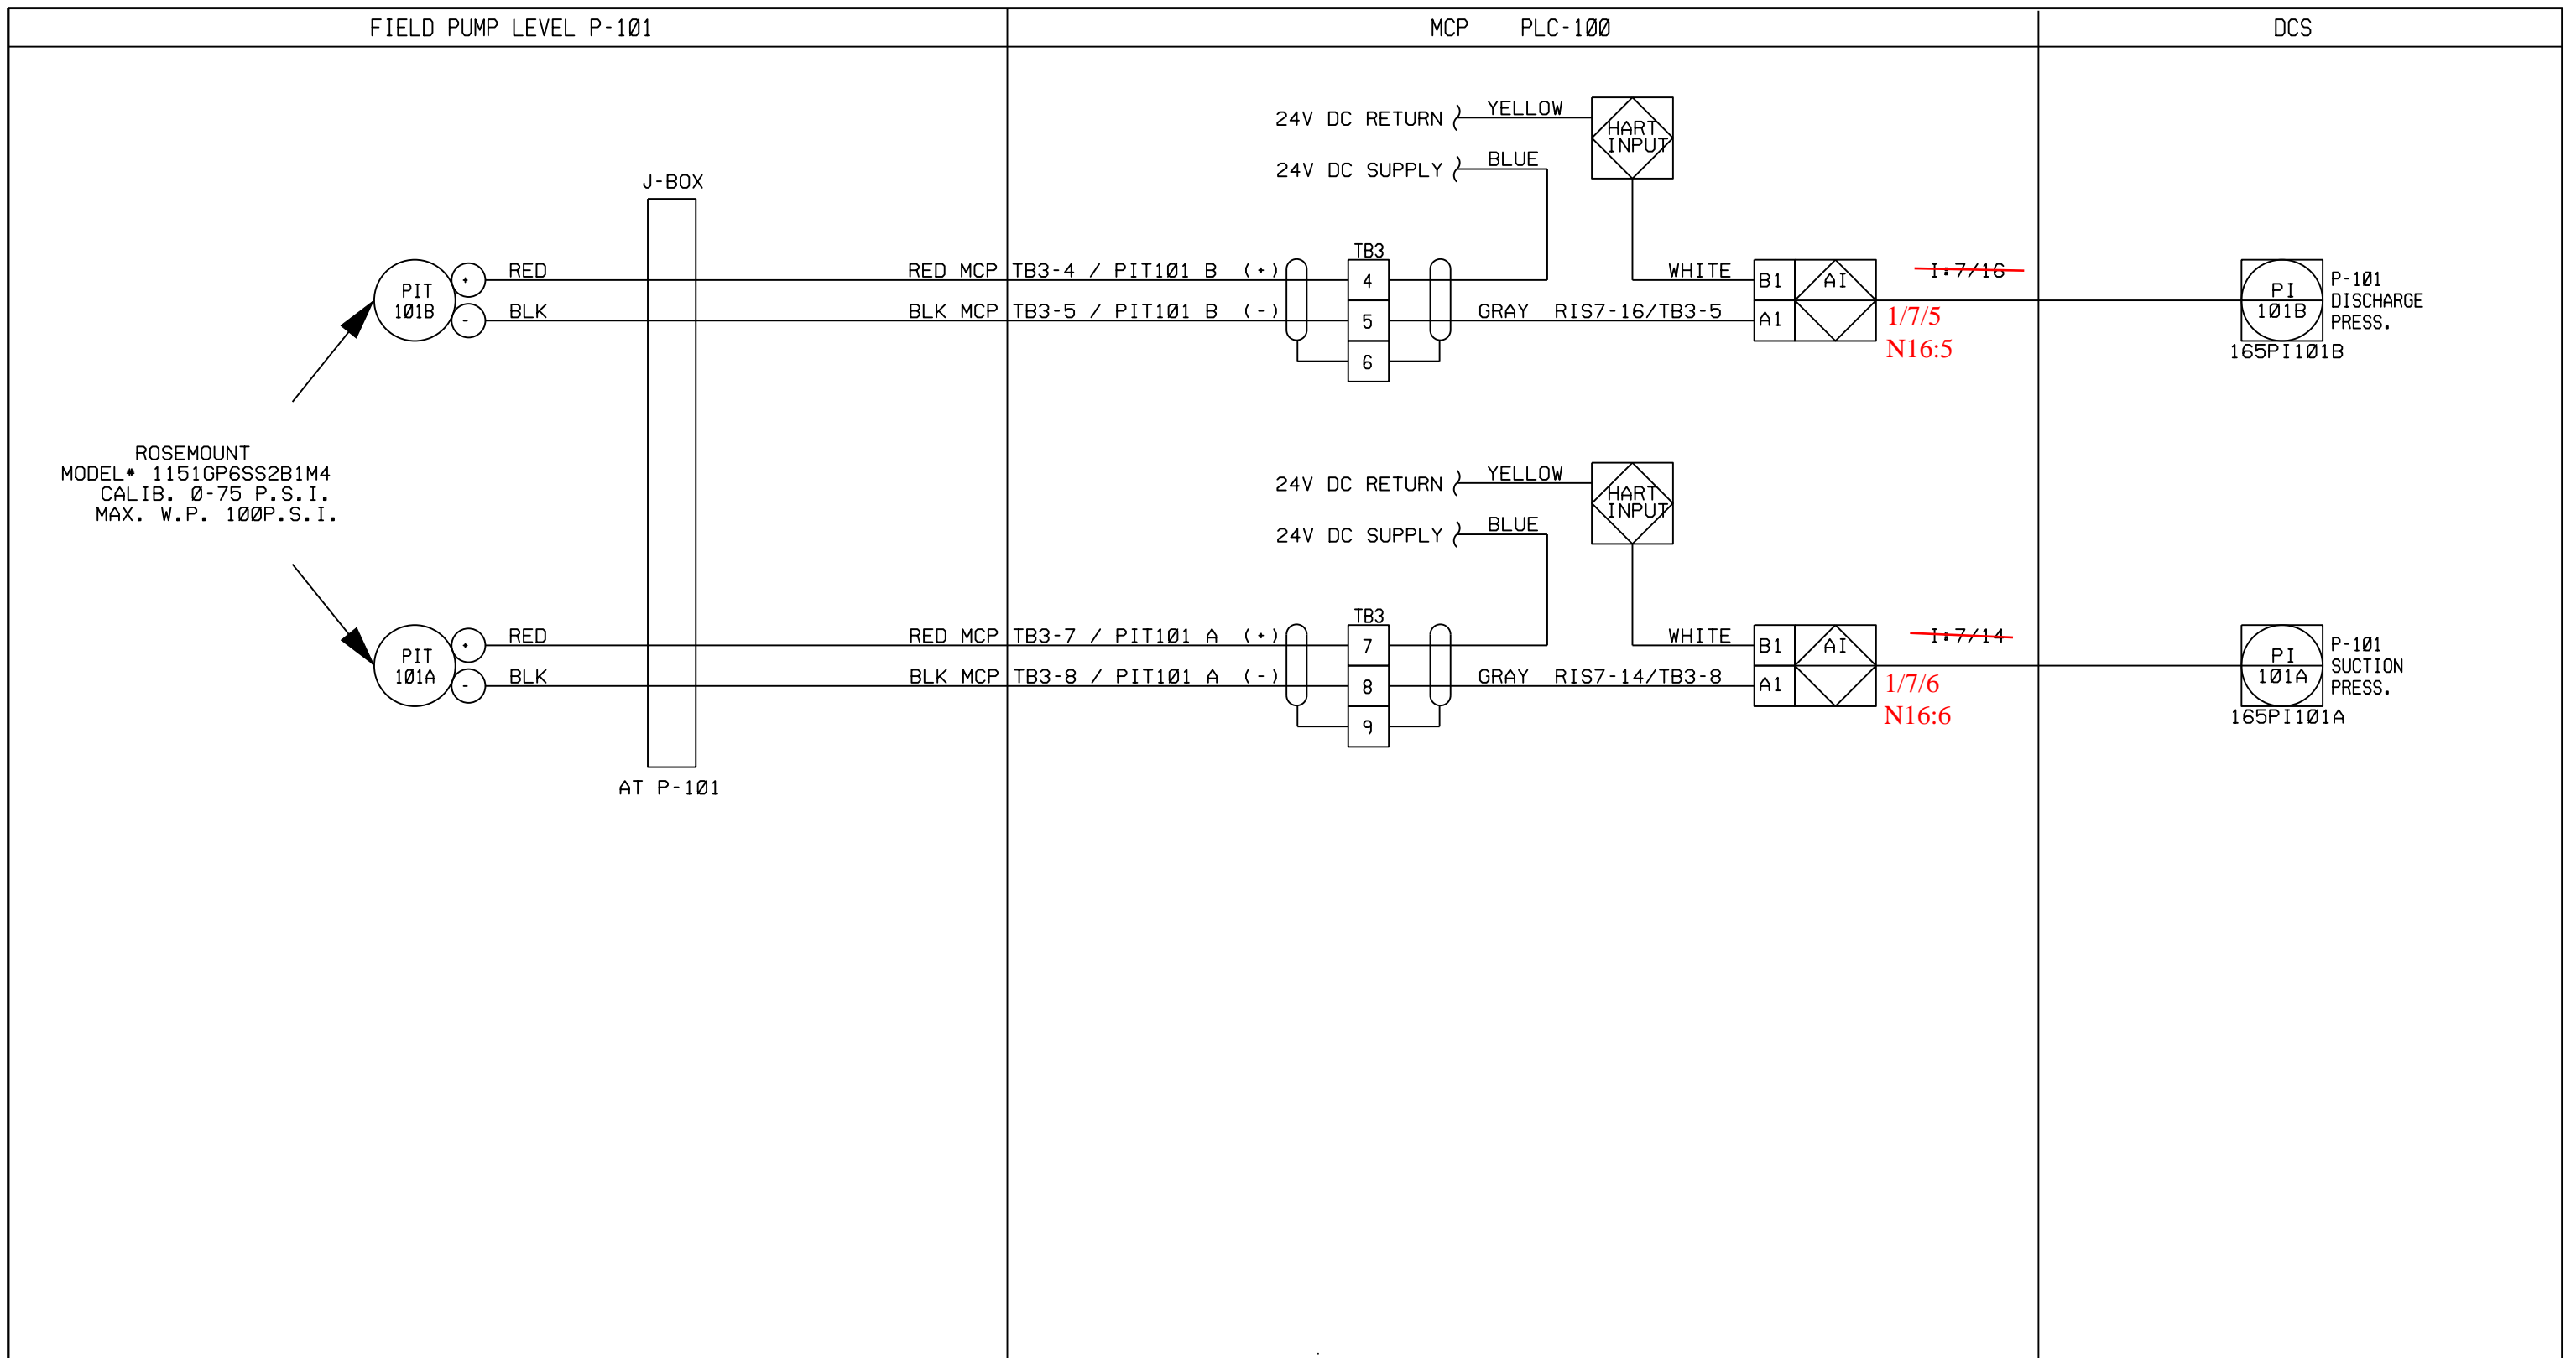 FIELD PUMP LEVEL P-101
MCP PLC-100
DCS
24V DC RETURN
YELLOW
HART
INPUT
24V DC SUPPLY
BLUE
J-BOX
PIT
101B
+
-
RED
BLK
RED MCP TB3-4 / PIT101 B (+)
BLK MCP TB3-5 / PIT101 B (-)
TB3
4
5
6
WHITE
GRAY RIS7-16/TB3-5
B1
A1
AI
I:7/16
1/7/5
N16:5
PI
101B
P-101
DISCHARGE
PRESS.
165PI101B
ROSEMOUNT
MODEL# 1151GP6SS2B1M4
CALIB. 0-75 P.S.I.
MAX. W.P. 100P.S.I.
24V DC RETURN
YELLOW
HART
INPUT
24V DC SUPPLY
BLUE
PIT
101A
+
-
RED
BLK
RED MCP TB3-7 / PIT101 A (+)
BLK MCP TB3-8 / PIT101 A (-)
TB3
7
8
9
WHITE
GRAY RIS7-14/TB3-8
B1
A1
AI
I:7/14
1/7/6
N16:6
PI
101A
P-101
SUCTION
PRESS.
165PI101A
AT P-101